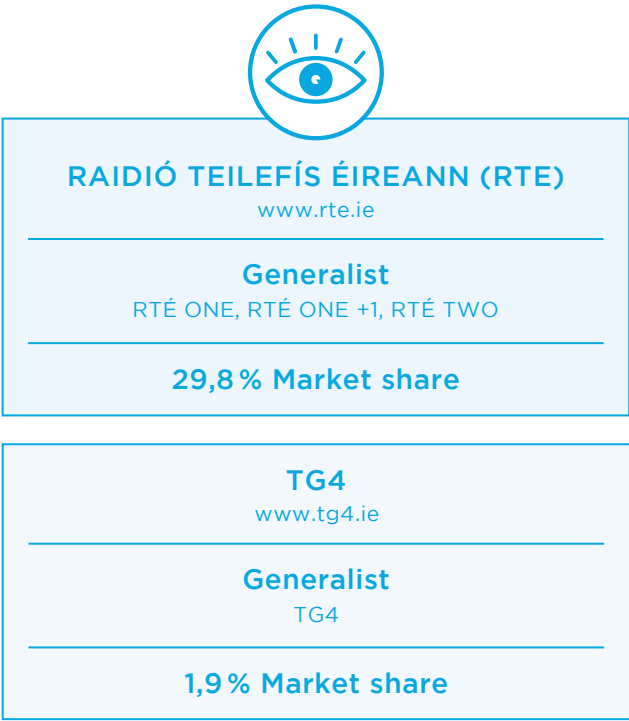 RAIDIÓ TEILEFÍS ÉIREANN (RTE)
www.rte.ie
Generalist
RTÉ ONE, RTÉ ONE +1, RTÉ TWO
29,8 % Market share
TG4
www.tg4.ie
Generalist
TG4
1,9 % Market share